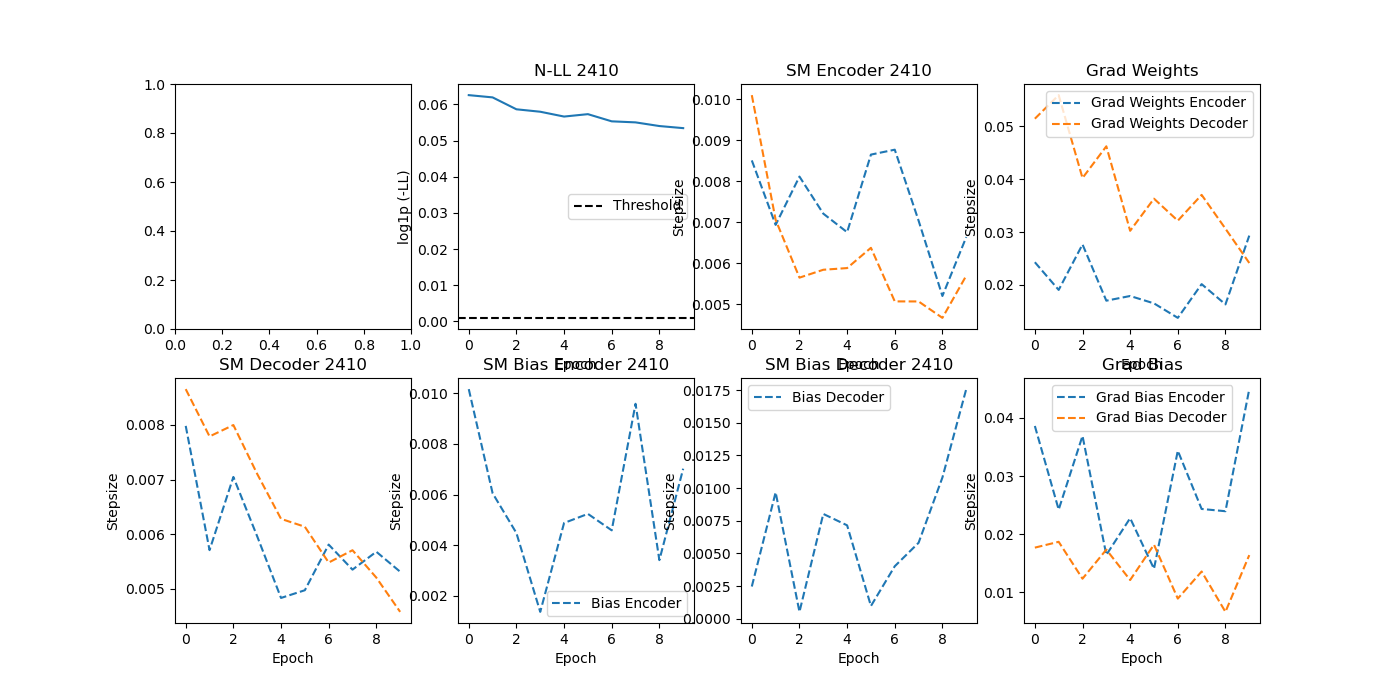 N-LL 2410
SM Encoder 2410
Grad Weights
1.0
0.8
0.6
0.4
0.2
0.0
0.0 0.2 0.4 0.6 0.8 1.0
log1p (-LL)
0.06
0.05
0.04
0.03
0.02
0.01
0.00
Threshold
0 2 4 6 8
Epoch
Stepsize
0.010
0.009
0.008
0.007
0.006
0.005
0 2 4 6 8
Epoch
Stepsize
0.05
0.04
0.03
0.02
Grad Weights Encoder
Grad Weights Decoder
0 2 4 6 8
Epoch
SM Decoder 2410
SM Bias Encoder 2410
SM Bias Decoder 2410
Grad Bias
Stepsize
0.008
0.007
0.006
0.005
0 2 4 6 8
Epoch
Stepsize
0.010
0.008
0.006
0.004
0.002
Bias Encoder
0 2 4 6 8
Epoch
Stepsize
0.0175
0.0150
0.0125
0.0100
0.0075
0.0050
0.0025
0.0000
Bias Decoder
0 2 4 6 8
Epoch
Stepsize
0.04
0.03
0.02
0.01
Grad Bias Encoder
Grad Bias Decoder
0 2 4 6 8
Epoch